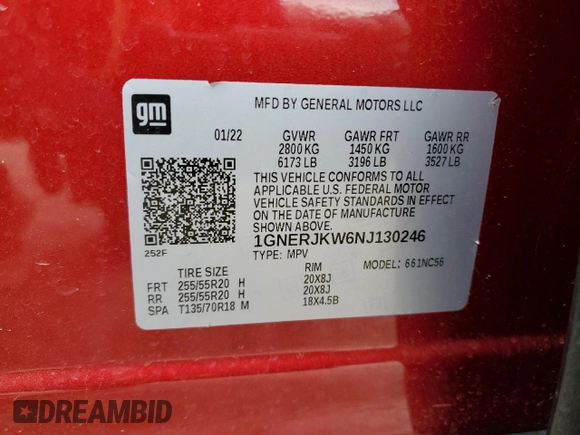 gm
MFD BY GENERAL MOTORS LLC
01/22 GVWR GAWR FRT GAWR RR
2800 KG 1450 KG 1600 KG
6173 LB 3196 LB 3527 LB
THIS VEHICLE CONFORMS TO ALL
APPLICABLE U.S. FEDERAL MOTOR
VEHICLE SAFETY STANDARDS IN EFFECT
ON THE DATE OF MANUFACTURE
SHOWN ABOVE.
1GNERJKW6NJ130246
252F
TYPE: MPV MODEL: 661NC56
TIRE SIZE RIM
FRT 255/55R20 H 20X8J
RR 255/55R20 H 20X8J
SPA T135/70R18 M 18X4.5B
DREAMBID